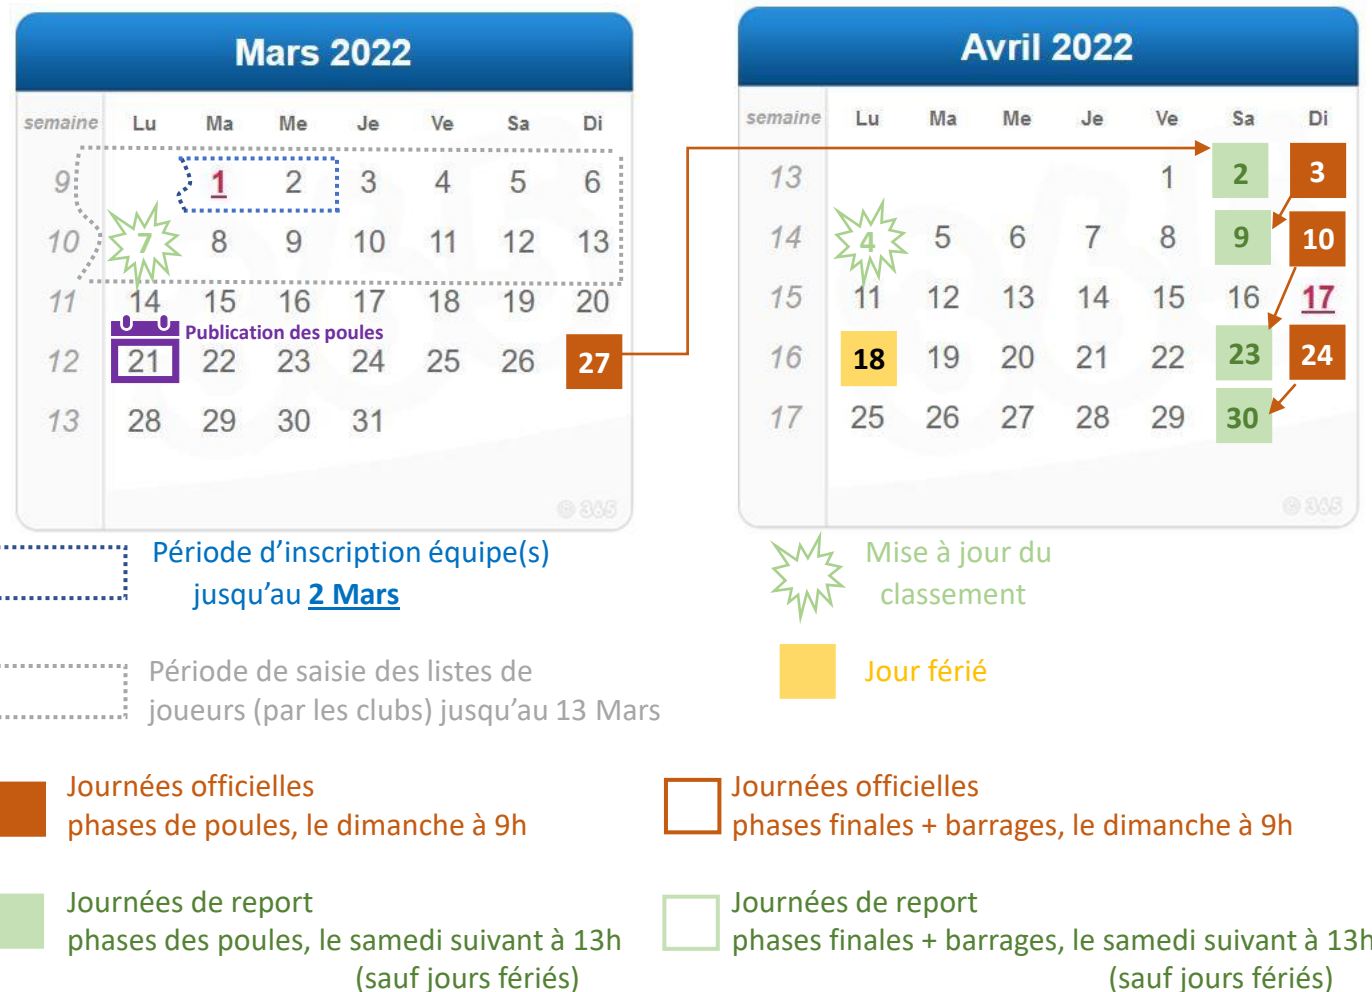 Mars 2022
semaine Lu Ma Me Je Ve Sa Di
9 1 2 3 4 5 6
10 7 8 9 10 11 12 13
11 14 15 16 17 18 19 20
Publication des poules
12 21 22 23 24 25 26 27
13 28 29 30 31
© 365
Avril 2022
semaine Lu Ma Me Je Ve Sa Di
13 1 2 3
14 4 5 6 7 8 9 10
15 11 12 13 14 15 16 17
16 18 19 20 21 22 23 24
17 25 26 27 28 29 30
© 365
Période d’inscription équipe(s)
jusqu’au 2 Mars
Mise à jour du
classement
Période de saisie des listes de
joueurs (par les clubs) jusqu’au 13 Mars
Jour férié
Journées officielles
phases de poules, le dimanche à 9h
Journées officielles
phases finales + barrages, le dimanche à 9h
Journées de report
phases des poules, le samedi suivant à 13h
(sauf jours fériés)
Journées de report
phases finales + barrages, le samedi suivant à 13h
(sauf jours fériés)